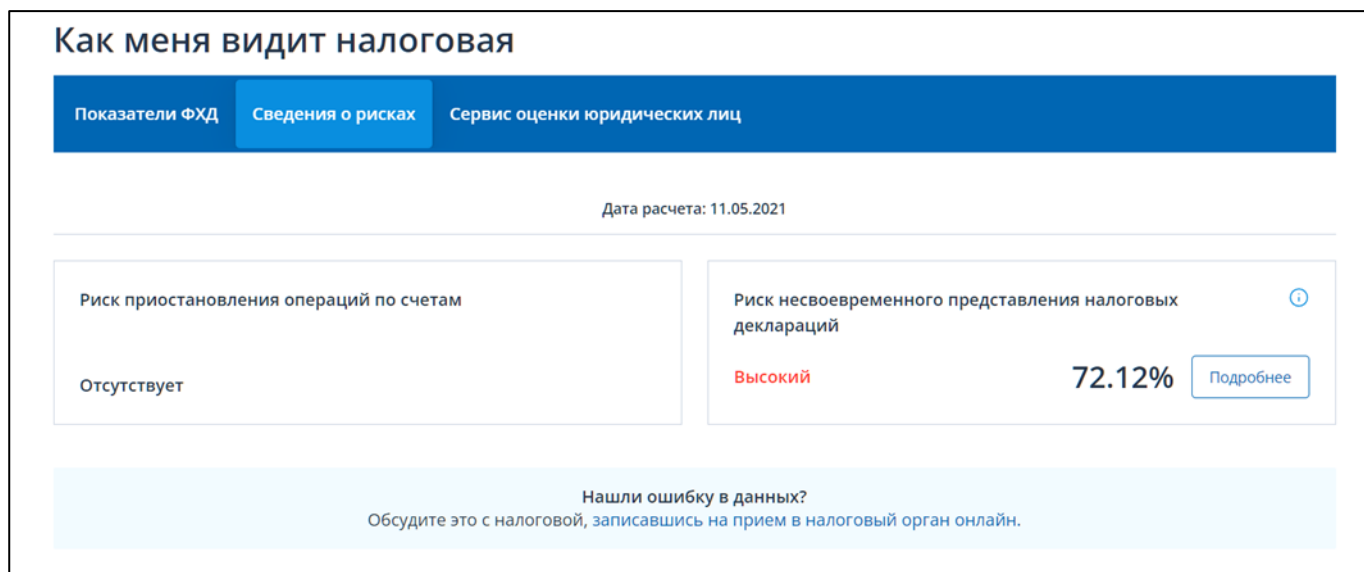 Как меня видит налоговая
Показатели ФХД Сведения о рисках Сервис оценки юридических лиц
Дата расчета: 11.05.2021
Риск приостановления операций по счетам
Отсутствует
Риск несвоевременного представления налоговых
деклараций
Высокий 72.12% Подробнее
Нашли ошибку в данных?
Обсудите это с налоговой, записавшись на прием в налоговый орган онлайн.